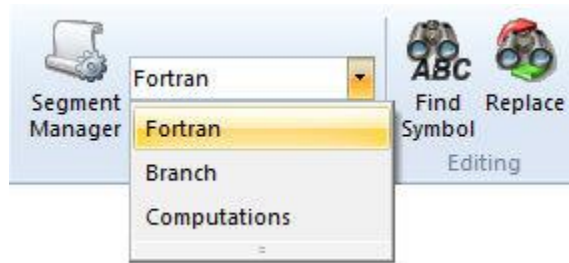 Segment
Manager
Fortran
Fortran
Branch
Computations
ABC
Find
Symbol
Replace
Editing